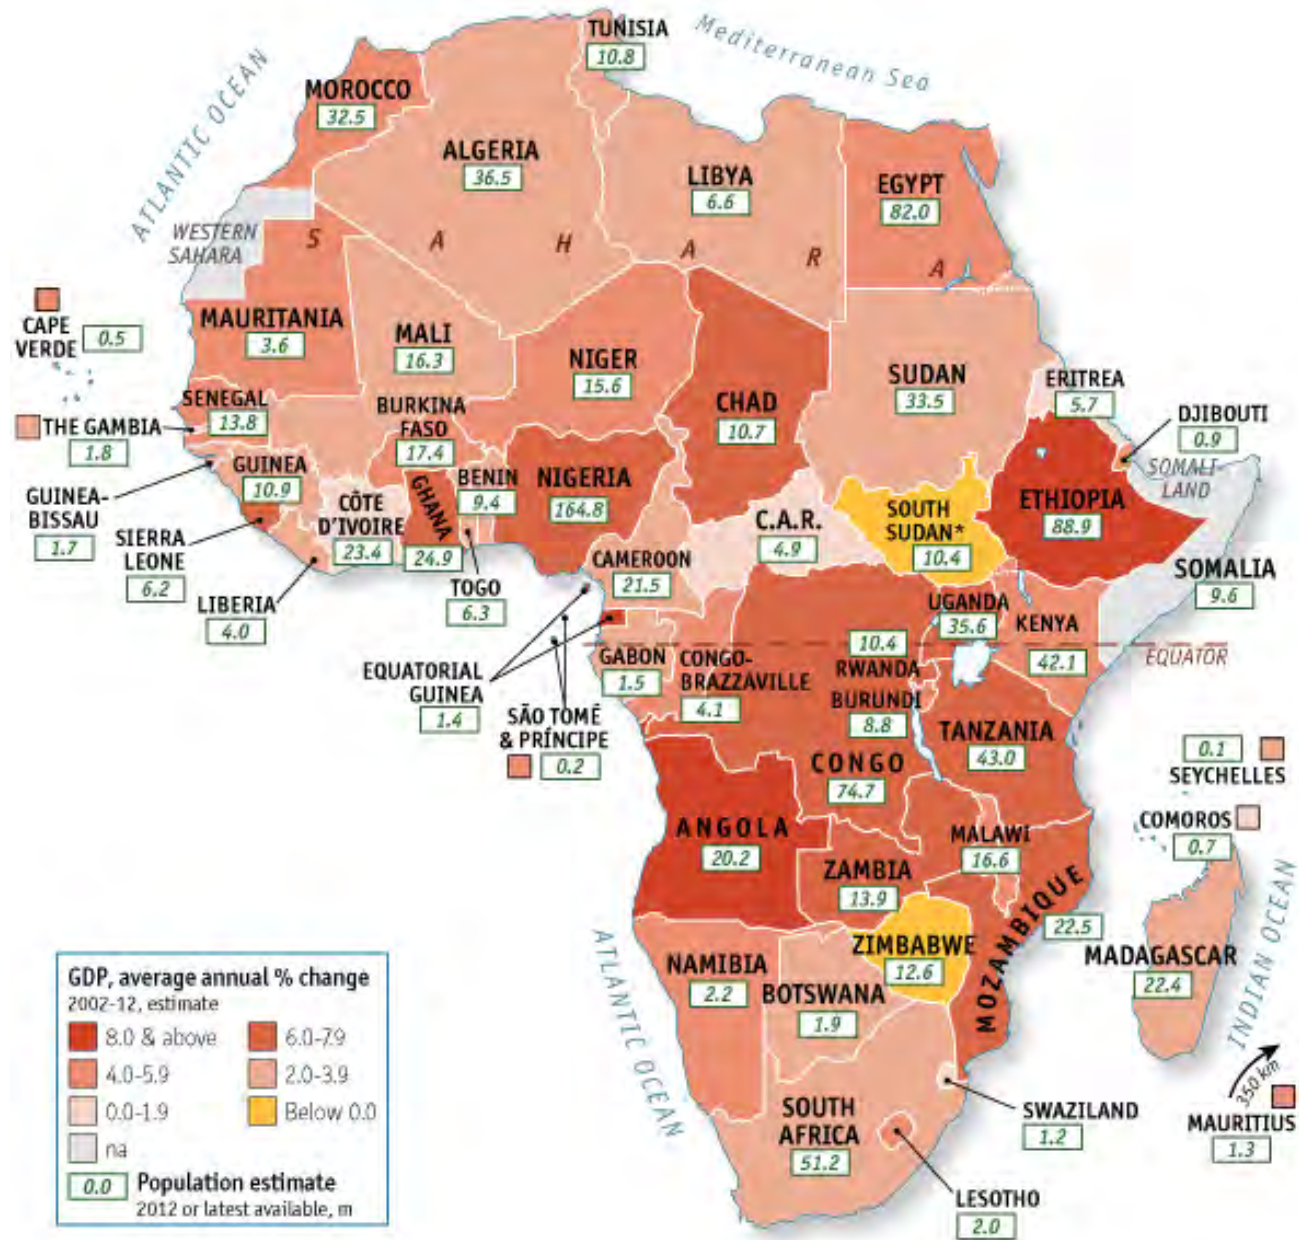 TUNISIA
10.8
Mediterranean Sea
MOROCCO
32.5
ATLANTIC OCEAN
ALGERIA
36.5
LIBYA
6.6
EGYPT
82.0
WESTERN
SAHARA
S A H A R A
CAPE
VERDE
0.5
MAURITANIA
3.6
MALI
16.3
NIGER
15.6
CHAD
10.7
SUDAN
33.5
ERITREA
5.7
DJIBOUTI
0.9
SOMALI-
LAND
SENEGAL
13.8
THE GAMBIA
1.8
BURKINA
FASO
17.4
GUINEA
10.9
GUINEA-
BISSAU
1.7
SIERRA
LEONE
6.2
LIBERIA
4.0
CÔTE
D'IVOIRE
23.4
GHANA
24.9
BENIN
9.4
TOGO
6.3
NIGERIA
164.8
CAMEROON
21.5
C.A.R.
4.9
SOUTH
SUDAN*
10.4
ETHIOPIA
88.9
SOMALIA
9.6
UGANDA
35.6
KENYA
42.1
EQUATOR
EQUATORIAL
GUINEA
1.4
SÃO TOMÉ
& PRÍNCIPE
0.2
GABON
1.5
CONGO-
BRAZZAVILLE
4.1
10.4
RWANDA
BURUNDI
8.8
CONGO
74.7
TANZANIA
43.0
0.1
SEYCHELLES
COMOROS
0.7
ANGOLA
20.2
ZAMBIA
13.9
MALAWI
16.6
MOZAMBIQUE
22.5
MADAGASCAR
22.4
INDIAN OCEAN
ATLANTIC OCEAN
NAMIBIA
2.2
BOTSWANA
1.9
ZIMBABWE
12.6
350 km
MAURITIUS
1.3
SOUTH
AFRICA
51.2
SWAZILAND
1.2
LESOTHO
2.0
GDP, average annual % change
2002-12, estimate
8.0 & above
6.0-7.9
4.0-5.9
2.0-3.9
0.0-1.9
Below 0.0
na
0.0 Population estimate
2012 or latest available, m